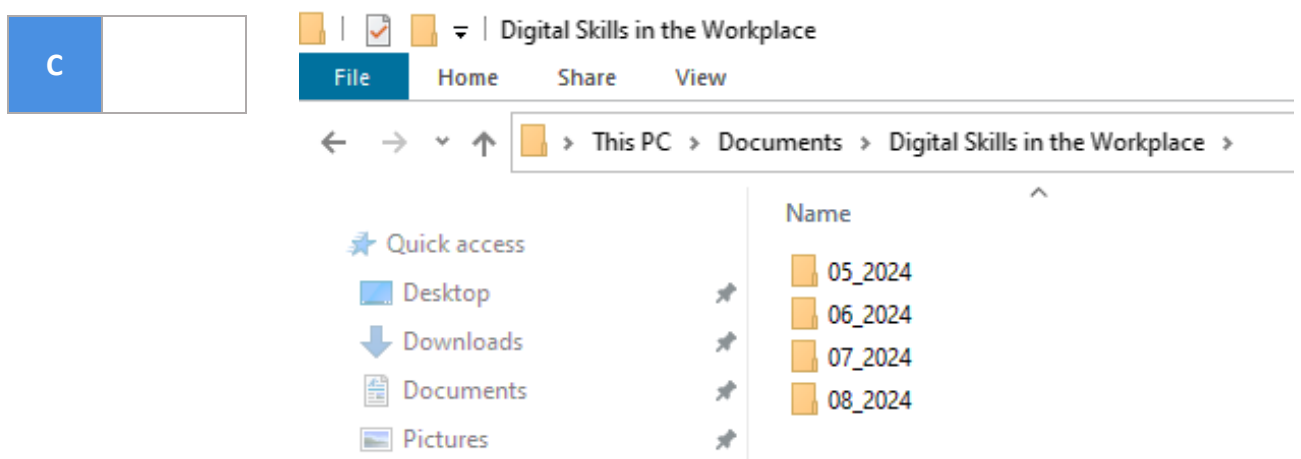 C
Digital Skills in the Workplace
File Home Share View
This PC > Documents > Digital Skills in the Workplace >
Name
Quick access
Desktop
Downloads
Documents
Pictures
05_2024
06_2024
07_2024
08_2024